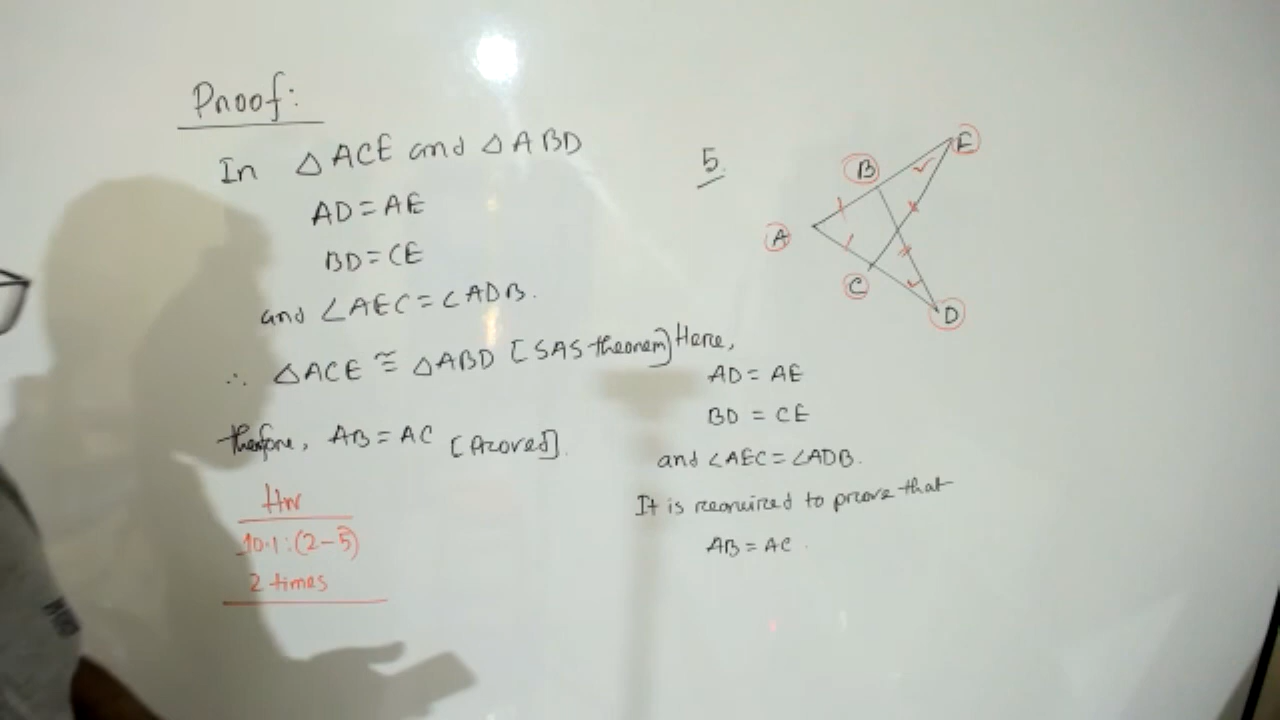 Proof:
In △ACE and △ABD
AD = AE
BD = CE
and ∠AEC = ∠ADB.
∴ △ACE ≅ △ABD [SAS theorem]
therefore, AB = AC [Proved].
Hw
10.1 : (2-5)
2 times
5.
A
B
C
D
E
Here,
AD = AE
BD = CE
and ∠AEC = ∠ADB.
It is required to prove that
AB = AC.